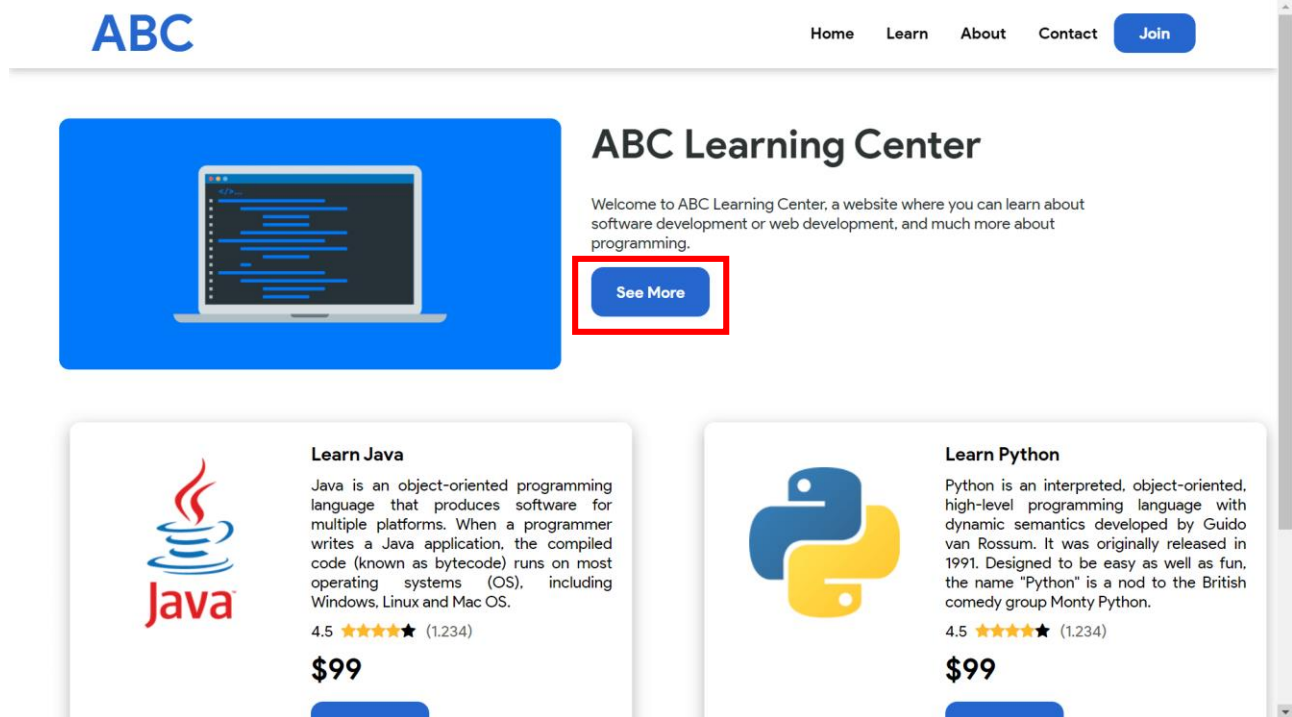 ABC
Home Learn About Contact Join
ABC Learning Center
Welcome to ABC Learning Center, a website where you can learn about
software development or web development, and much more about
programming.
See More
</>...
Learn Java
Java is an object-oriented programming
language that produces software for
multiple platforms. When a programmer
writes a Java application, the compiled
code (known as bytecode) runs on most
operating systems (OS), including
Windows, Linux and Mac OS.
4.5 (1.234)
$99
Java
Learn Python
Python is an interpreted, object-oriented,
high-level programming language with
dynamic semantics developed by Guido
van Rossum. It was originally released in
1991. Designed to be easy as well as fun,
the name "Python" is a nod to the British
comedy group Monty Python.
4.5 (1.234)
$99